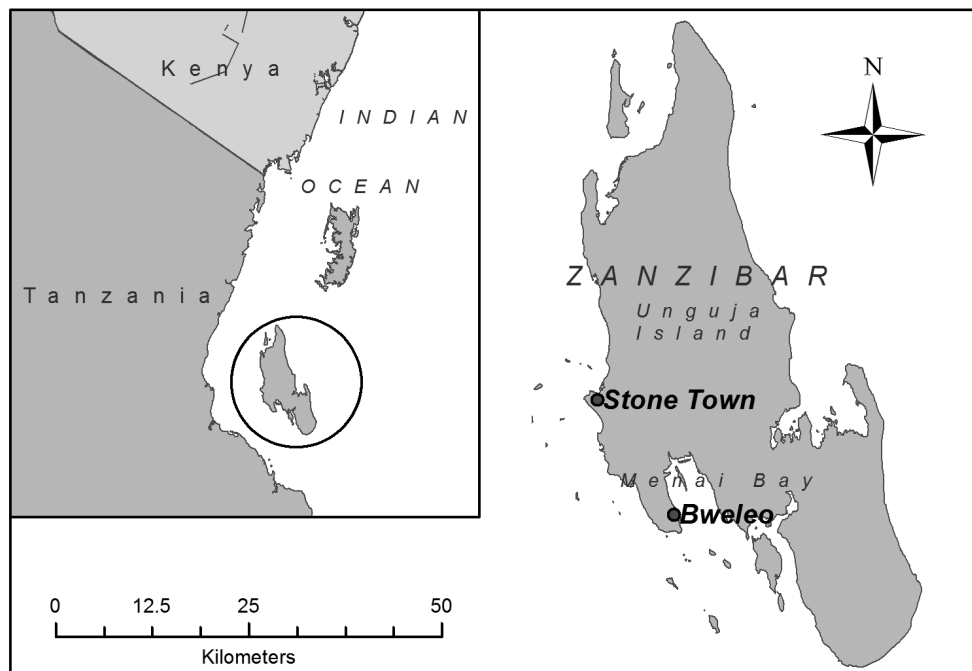 Kenya
INDIAN
OCEAN
Tanzania
N
ZANZIBAR
Unguja
Island
Stone Town
Menai Bay
Bweleo
0 12.5 25 50
Kilometers